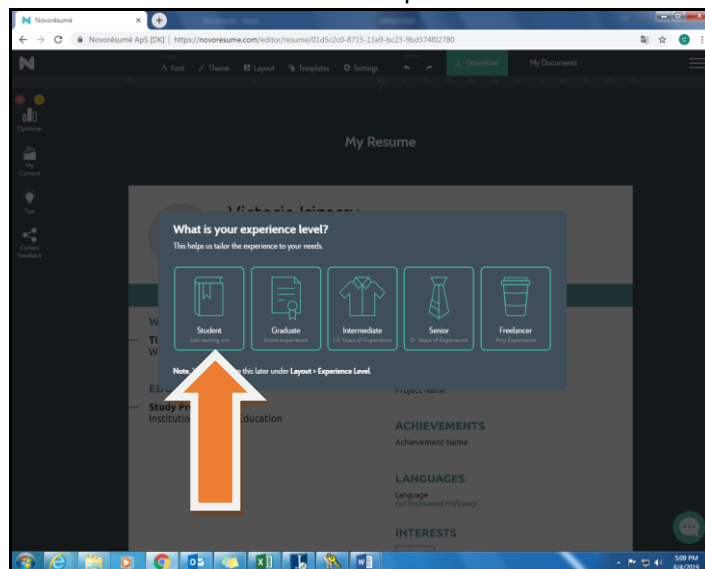 Novorésumé
Novorésumé ApS [DK] | https://novoresume.com/editor/resume/01d5c2c0-8715-11e9-bc23-9bd374f02780
Font Theme Layout Templates Settings Download My Documents
Optimizer
My Content
Tips
Collect feedback
My Resume
What is your experience level?
This helps us tailor the experience to your needs.
Student
Just starting out
Graduate
Some experience
Intermediate
1-5 Years of Experience
Senior
5+ Years of Experience
Freelancer
Any Experience
Note. this later under Layout > Experience Level.
Project Name
Study Pr
Institutio Education
ACHIEVEMENTS
Achievement Name
LANGUAGES
Language
Full Professional Proficiency
INTERESTS
5:09 PM
6/4/2019